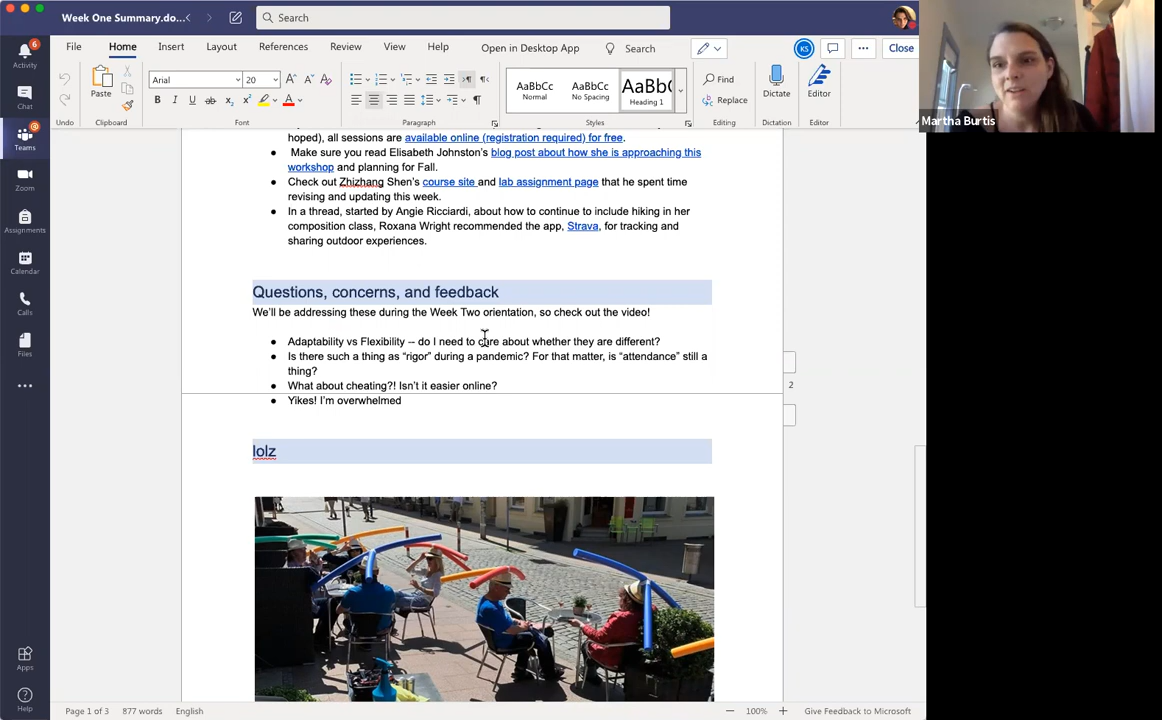 Week One Summary.do...
Search
6
Activity
Chat
Teams
Zoom
Assignments
Calendar
Calls
Files
Apps
Help
File
Home
Insert
Layout
References
Review
View
Help
Open in Desktop App
Search
KS
Close
Paste
Arial
20
B
I
U
ab
AaBbCc
AaBbCc
AaBb
Normal
No Spacing
Heading 1
Find
Replace
Dictate
Editor
Undo
Clipboard
Font
Paragraph
Styles
Editing
Dictation
Editor
Martha Burtis
hoped), all sessions are available online (registration required) for free.
Make sure you read Elisabeth Johnston's blog post about how she is approaching this
workshop and planning for Fall.
Check out Zhizhang Shen's course site and lab assignment page that he spent time
revising and updating this week.
In a thread, started by Angie Ricciardi, about how to continue to include hiking in her
composition class, Roxana Wright recommended the app, Strava, for tracking and
sharing outdoor experiences.
Questions, concerns, and feedback
We'll be addressing these during the Week Two orientation, so check out the video!
Adaptability vs Flexibility -- do I need to care about whether they are different?
Is there such a thing as “rigor” during a pandemic? For that matter, is “attendance” still a
thing?
What about cheating?! Isn't it easier online?
2
Yikes! I'm overwhelmed
lolz
Page 1 of 3
877 words
English
100%
Give Feedback to Microsoft